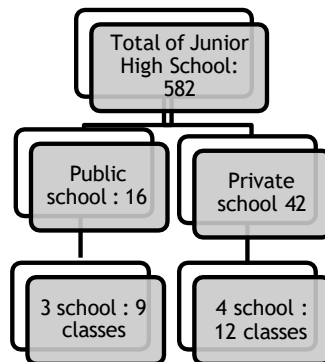 Total of Junior
High School:
582
Public
school : 16
Private
school 42
3 school : 9
classes
4 school :
12 classes